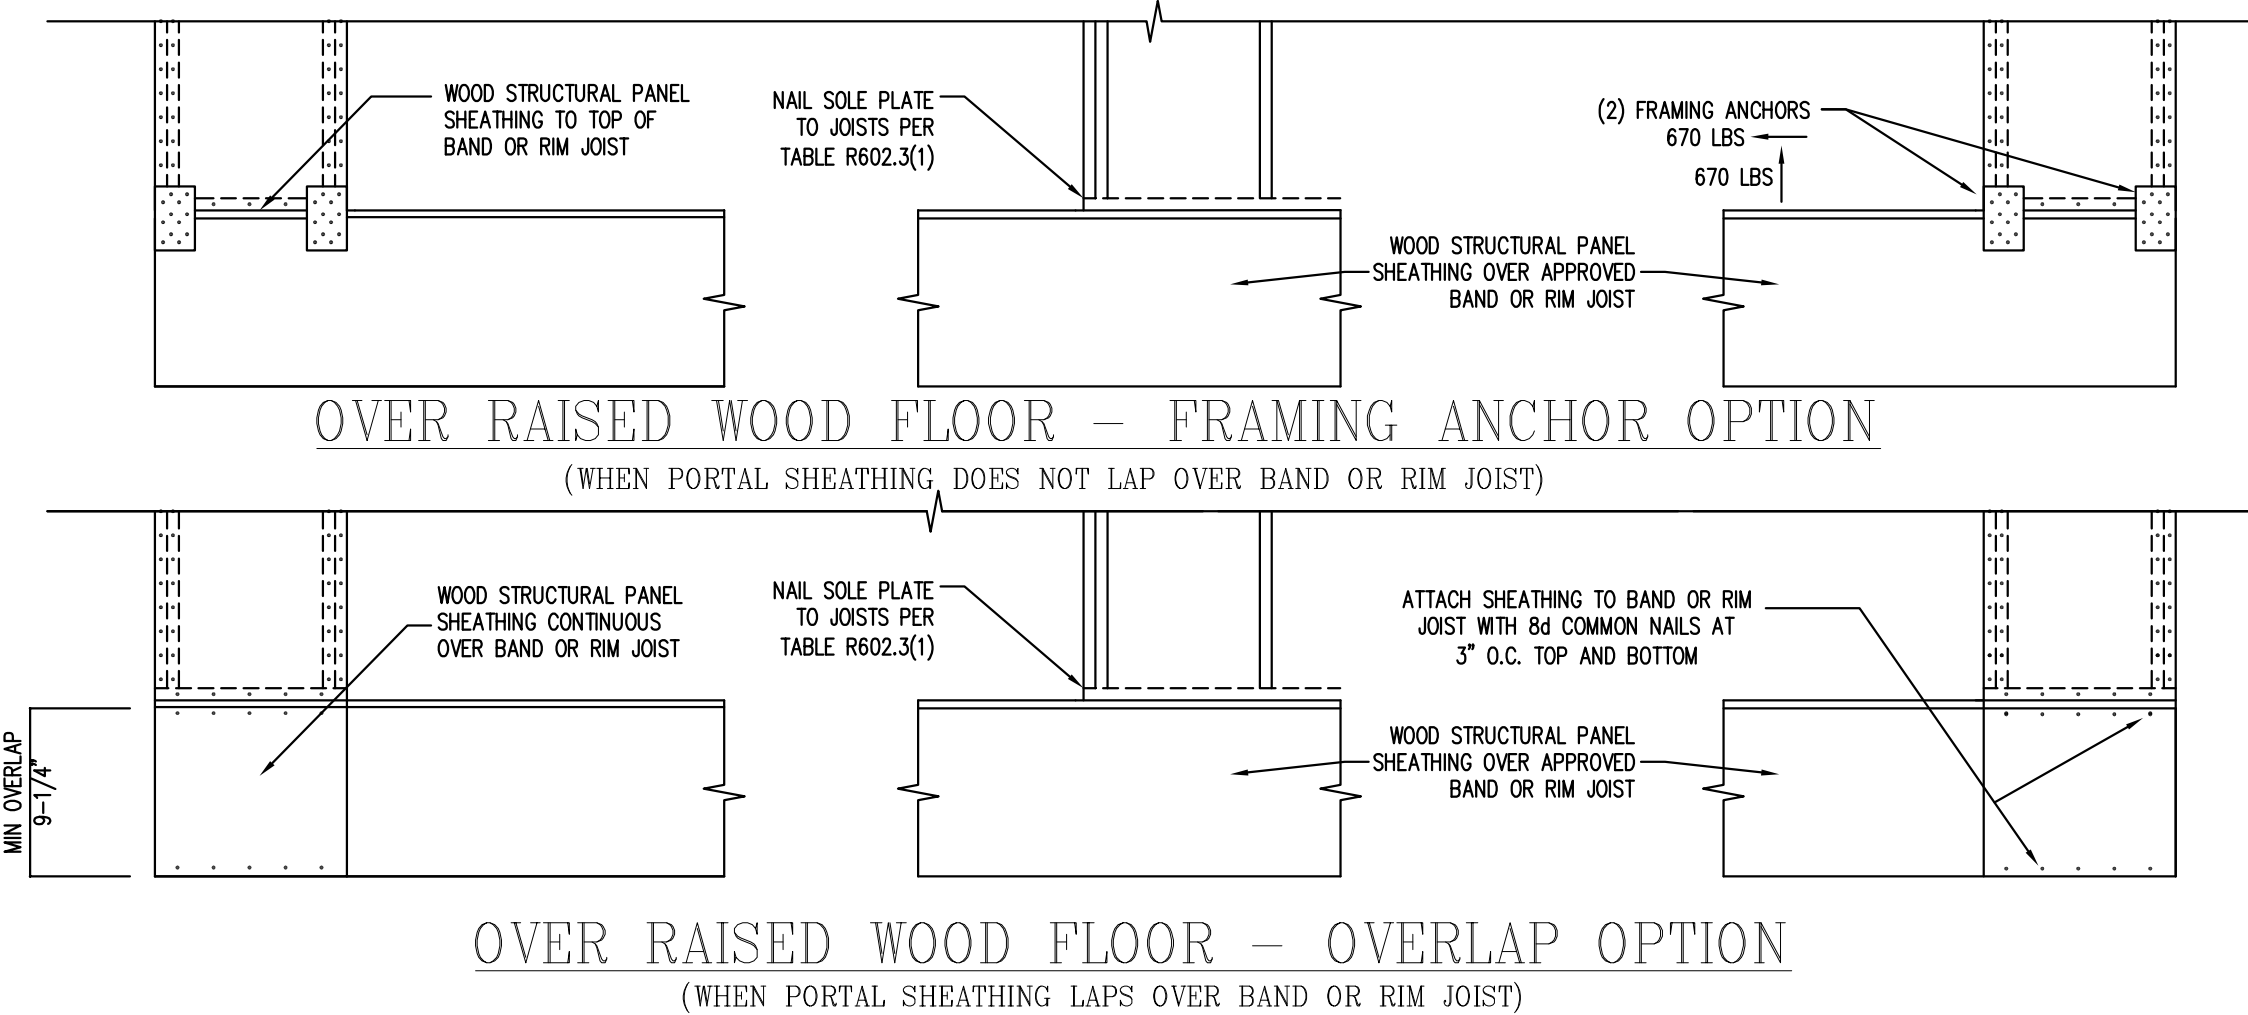 WOOD STRUCTURAL PANEL
SHEATHING TO TOP OF
BAND OR RIM JOIST
NAIL SOLE PLATE
TO JOISTS PER
TABLE R602.3(1)
(2) FRAMING ANCHORS
670 LBS
670 LBS
WOOD STRUCTURAL PANEL
SHEATHING OVER APPROVED
BAND OR RIM JOIST
OVER RAISED WOOD FLOOR – FRAMING ANCHOR OPTION
(WHEN PORTAL SHEATHING DOES NOT LAP OVER BAND OR RIM JOIST)
WOOD STRUCTURAL PANEL
SHEATHING CONTINUOUS
OVER BAND OR RIM JOIST
NAIL SOLE PLATE
TO JOISTS PER
TABLE R602.3(1)
ATTACH SHEATHING TO BAND OR RIM
JOIST WITH 8d COMMON NAILS AT
3" O.C. TOP AND BOTTOM
MIN OVERLAP
9-1/4"
WOOD STRUCTURAL PANEL
SHEATHING OVER APPROVED
BAND OR RIM JOIST
OVER RAISED WOOD FLOOR – OVERLAP OPTION
(WHEN PORTAL SHEATHING LAPS OVER BAND OR RIM JOIST)